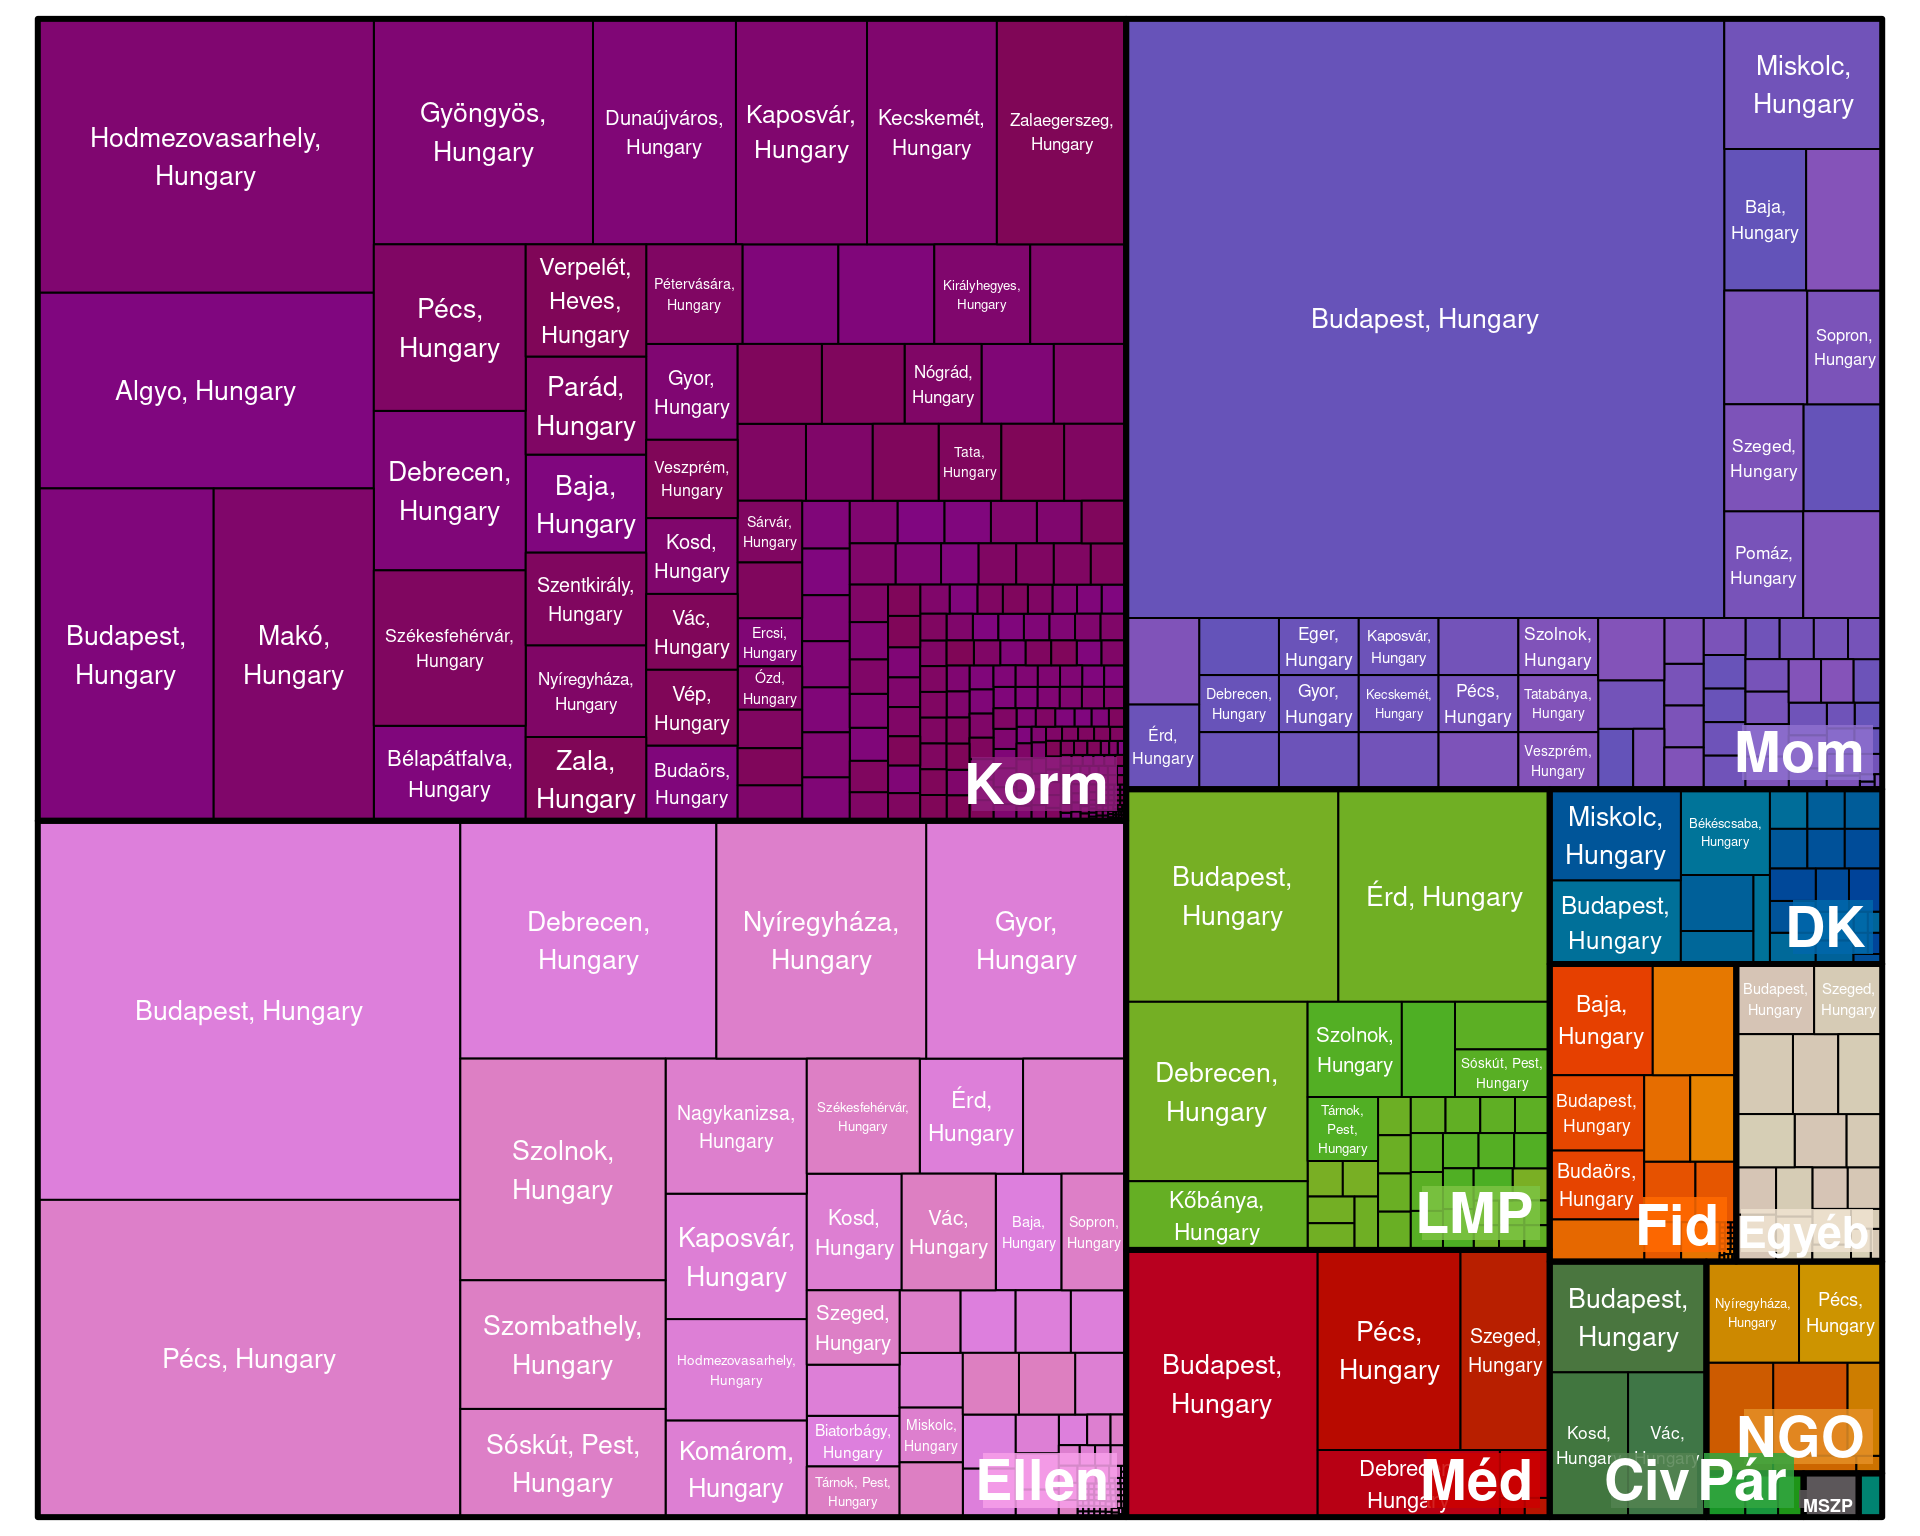 Hodmezovasarhely,
Hungary
Gyöngyös,
Hungary
Dunaújváros,
Hungary
Kaposvár,
Hungary
Kecskemét,
Hungary
Zalaegerszeg,
Hungary
Algyo, Hungary
Budapest,
Hungary
Makó,
Hungary
Pécs,
Hungary
Debrecen,
Hungary
Székesfehérvár,
Hungary
Bélapátfalva,
Hungary
Verpelét,
Heves,
Hungary
Parád,
Hungary
Baja,
Hungary
Szentkirály,
Hungary
Nyíregyháza,
Hungary
Zala,
Hungary
Pétervására,
Hungary
Királyhegyes,
Hungary
Gyor,
Hungary
Nógrád,
Hungary
Veszprém,
Hungary
Tata,
Hungary
Kosd,
Hungary
Sárvár,
Hungary
Vác,
Hungary
Ercsi,
Hungary
Vép,
Hungary
Ózd,
Hungary
Budaörs,
Hungary
Korm
Budapest, Hungary
Miskolc,
Hungary
Baja,
Hungary
Sopron,
Hungary
Szeged,
Hungary
Pomáz,
Hungary
Eger,
Hungary
Kaposvár,
Hungary
Szolnok,
Hungary
Debrecen,
Hungary
Gyor,
Hungary
Kecskemét,
Hungary
Pécs,
Hungary
Tatabánya,
Hungary
Érd,
Hungary
Veszprém,
Hungary
Mom
Budapest, Hungary
Pécs, Hungary
Debrecen,
Hungary
Nyíregyháza,
Hungary
Gyor,
Hungary
Szolnok,
Hungary
Szombathely,
Hungary
Sóskút, Pest,
Hungary
Nagykanizsa,
Hungary
Kaposvár,
Hungary
Hodmezovasarhely,
Hungary
Komárom,
Hungary
Székesfehérvár,
Hungary
Érd,
Hungary
Kosd,
Hungary
Vác,
Hungary
Baja,
Hungary
Sopron,
Hungary
Szeged,
Hungary
Biatorbágy,
Hungary
Miskolc,
Hungary
Tárnok, Pest,
Hungary
Ellen
Budapest,
Hungary
Érd, Hungary
Debrecen,
Hungary
Kőbánya,
Hungary
Szolnok,
Hungary
Sóskút, Pest,
Hungary
Tárnok,
Pest,
Hungary
LMP
Miskolc,
Hungary
Budapest,
Hungary
Békéscsaba,
Hungary
DK
Baja,
Hungary
Budapest,
Hungary
Budaörs,
Hungary
Fid
Budapest,
Hungary
Szeged,
Hungary
Egyéb
Budapest,
Hungary
Pécs,
Hungary
Szeged,
Hungary
Debrecen,
Hungary
Méd
Budapest,
Hungary
Kosd,
Hungary
Vác,
Hungary
Civ
Nyíregyháza,
Hungary
Pécs,
Hungary
NGO
Pár
MSZP